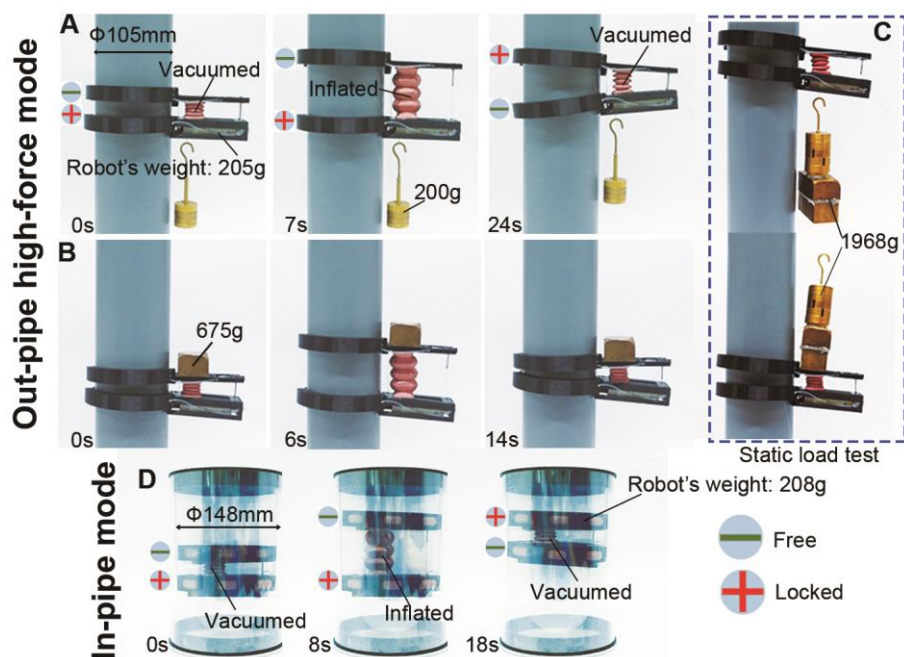 Out-pipe high-force mode
A
Φ105mm
Vacuumed
Robot's weight: 205g
0s
Inflated
200g
7s
Vacuumed
24s
B
675g
0s
6s
14s
C
1968g
Static load test
In-pipe mode
D
Φ148mm
Vacuumed
0s
Inflated
8s
Robot's weight: 208g
Vacuumed
18s
Free
Locked